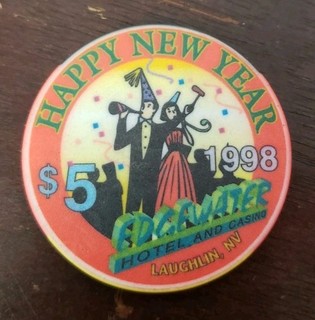 HAPPY NEW YEAR
1998
$5
EDGEWATER
HOTEL AND CASINO
LAUGHLIN, NV